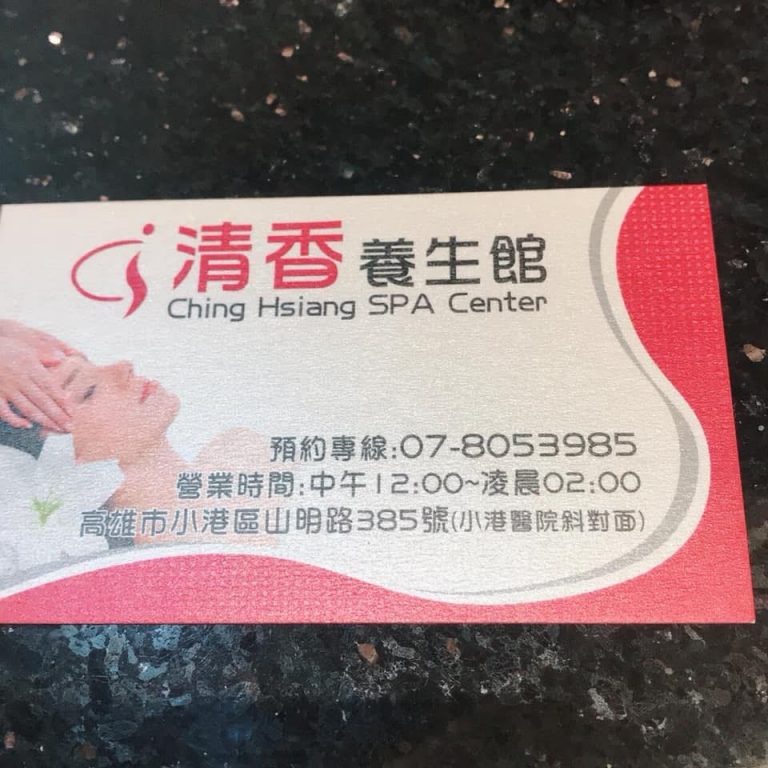 清香 養生館
Ching Hsiang SPA Center
預約專線:07-8053985
營業時間:中午12:00~凌晨02:00
高雄市小港區山明路385號(小港醫院斜對面)